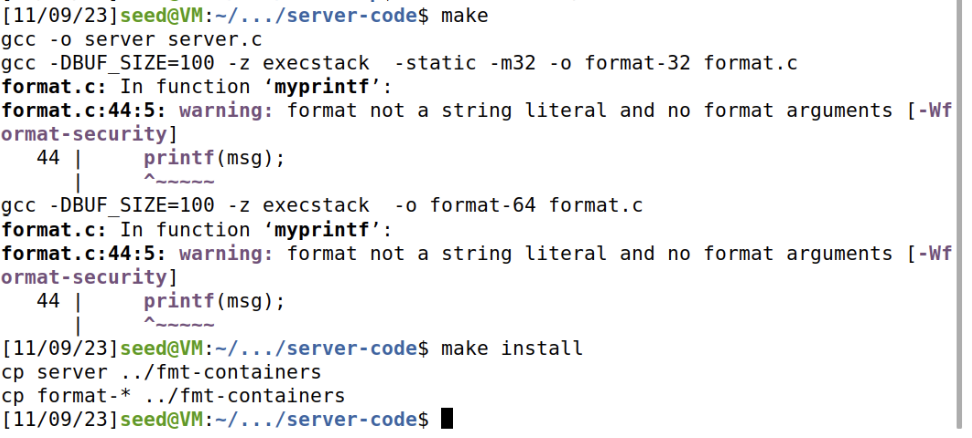 [11/09/23]seed@VM:~/.../server-code$ make
gcc -o server server.c
gcc -DBUF_SIZE=100 -z execstack  -static -m32 -o format-32 format.c
format.c: In function ‘myprintf’:
format.c:44:5: warning: format not a string literal and no format arguments [-Wf
ormat-security]
   44 |     printf(msg);
      |     ^~~~~~
gcc -DBUF_SIZE=100 -z execstack  -o format-64 format.c
format.c: In function ‘myprintf’:
format.c:44:5: warning: format not a string literal and no format arguments [-Wf
ormat-security]
   44 |     printf(msg);
      |     ^~~~~~
[11/09/23]seed@VM:~/.../server-code$ make install
cp server ../fmt-containers
cp format-* ../fmt-containers
[11/09/23]seed@VM:~/.../server-code$